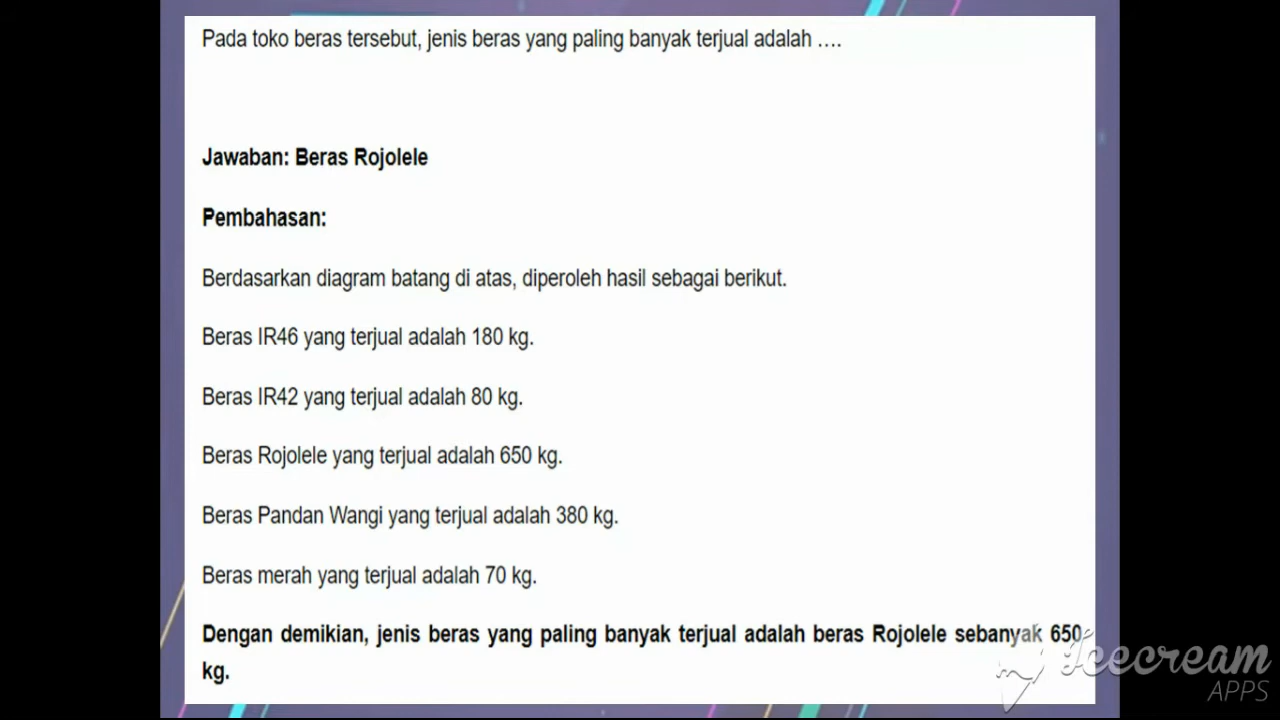 Pada toko beras tersebut, jenis beras yang paling banyak terjual adalah ….
Jawaban: Beras Rojolele
Pembahasan:
Berdasarkan diagram batang di atas, diperoleh hasil sebagai berikut.
Beras IR46 yang terjual adalah 180 kg.
Beras IR42 yang terjual adalah 80 kg.
Beras Rojolele yang terjual adalah 650 kg.
Beras Pandan Wangi yang terjual adalah 380 kg.
Beras merah yang terjual adalah 70 kg.
Dengan demikian, jenis beras yang paling banyak terjual adalah beras Rojolele sebanyak 650
kg.
Icecream
APPS